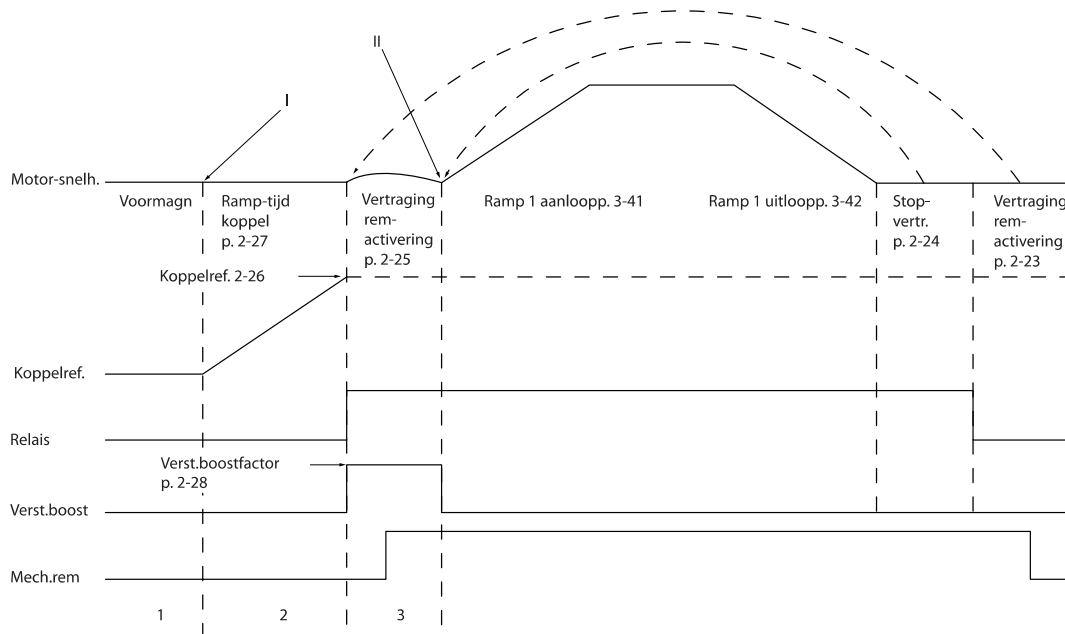 II
I
Motor-snelh.
Voormagn
Ramp-tijd
koppel
p. 2-27
Vertraging
rem-
activering
p. 2-25
Ramp 1 aanloopp. 3-41
Ramp 1 uitloopp. 3-42
Stop-
vertr.
p. 2-24
Vertraging
rem-
activering
p. 2-23
Koppelref. 2-26
Koppelref.
Relais
Verst.boostfactor
p. 2-28
Verst.boost
Mech.rem
1
2
3